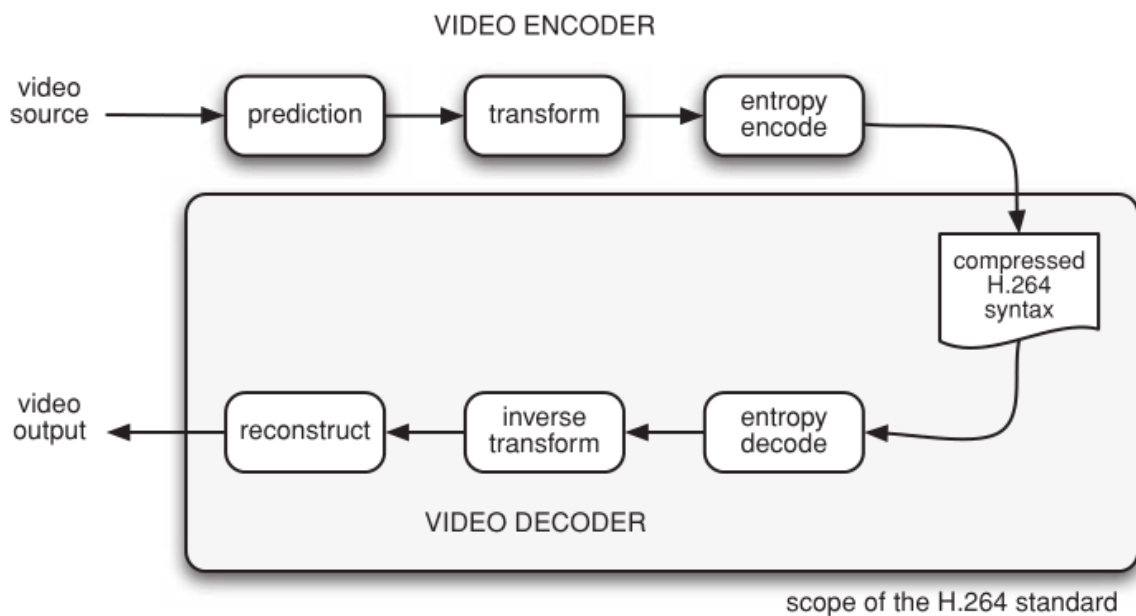 VIDEO ENCODER
video
source
prediction
transform
entropy
encode
compressed
H.264
syntax
video
output
reconstruct
inverse
transform
entropy
decode
VIDEO DECODER
scope of the H.264 standard